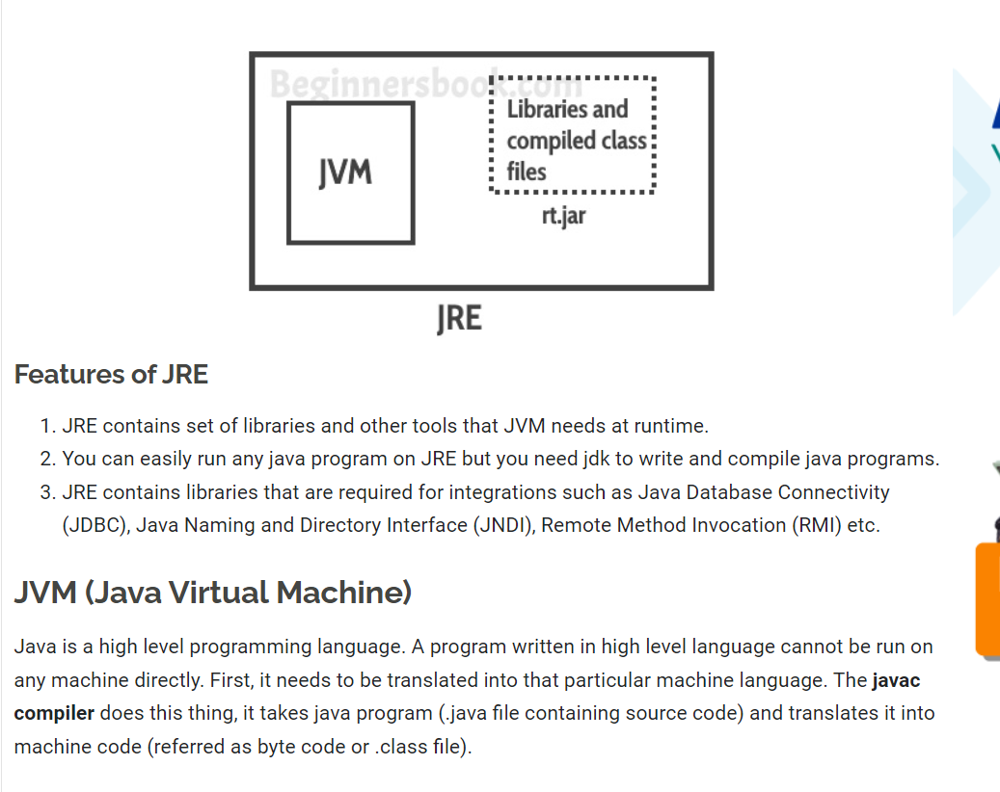 Beginnersbook.com
Libraries and
compiled class
files
JVM
rt.jar
JRE
Features of JRE
1. JRE contains set of libraries and other tools that JVM needs at runtime.
2. You can easily run any java program on JRE but you need jdk to write and compile java programs.
3. JRE contains libraries that are required for integrations such as Java Database Connectivity
(JDBC), Java Naming and Directory Interface (JNDI), Remote Method Invocation (RMI) etc.
JVM (Java Virtual Machine)
Java is a high level programming language. A program written in high level language cannot be run on
any machine directly. First, it needs to be translated into that particular machine language. The javac
compiler does this thing, it takes java program (.java file containing source code) and translates it into
machine code (referred as byte code or .class file).